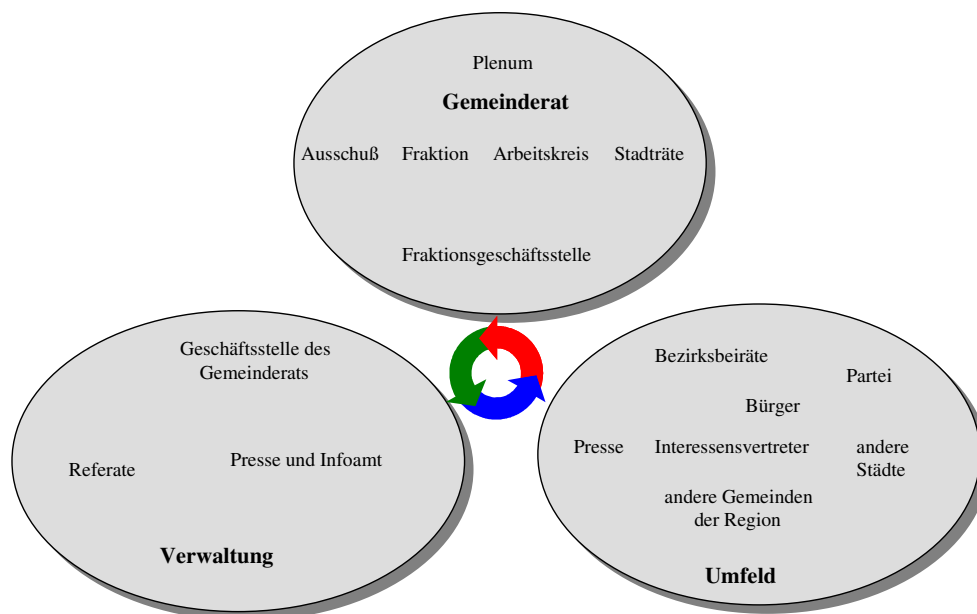 Plenum
Gemeinderat
Ausschuß Fraktion Arbeitskreis Stadträte
Fraktionsgeschäftsstelle
Geschäftsstelle des
Gemeinderats
Referate
Presse und Infoamt
Verwaltung
Bezirksbeiräte
Partei
Bürger
Presse
Interessensvertreter
andere
Städte
andere Gemeinden
der Region
Umfeld